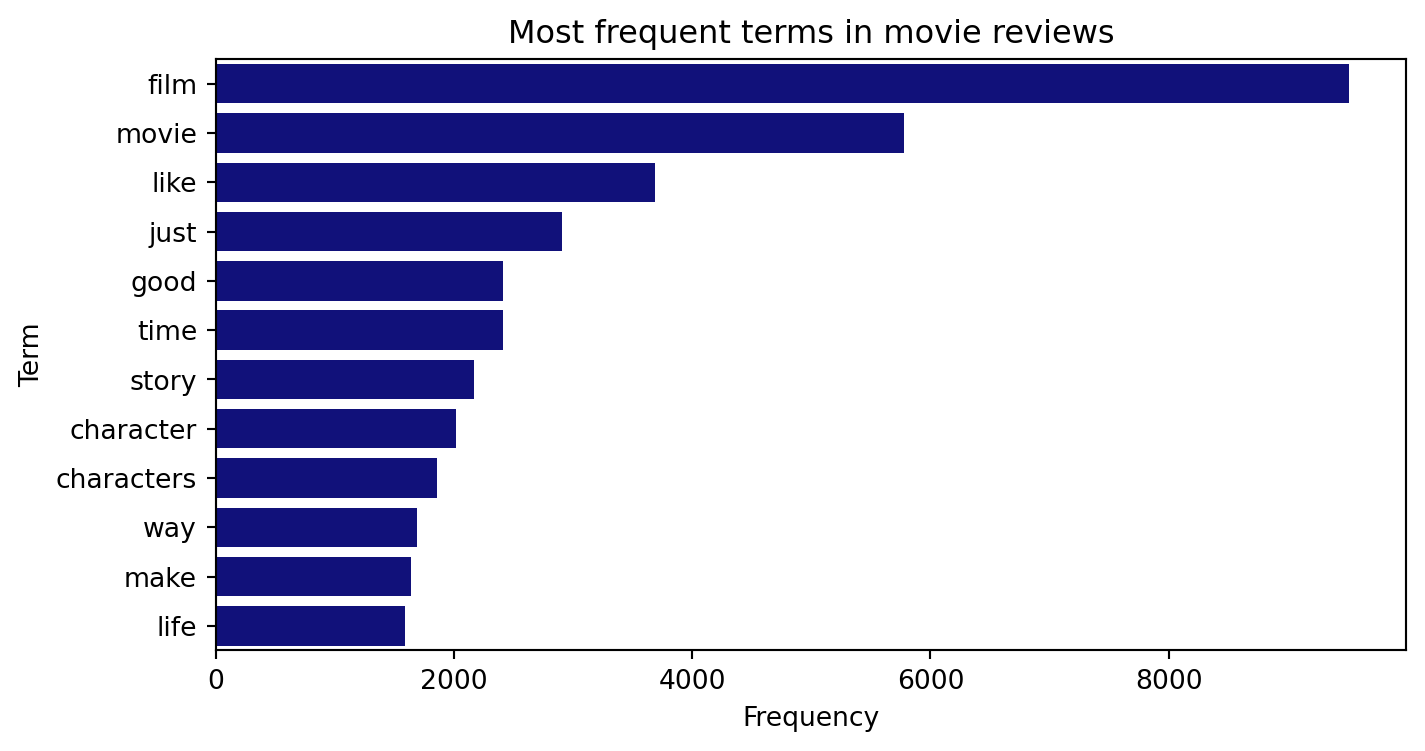 Most frequent terms in movie reviews
film
movie
like
just
good
time
story
character
characters
way
make
life
Term
0 2000 4000 6000 8000
Frequency